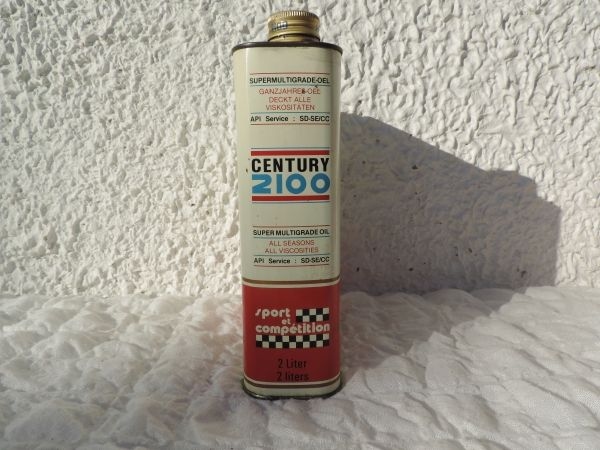 SUPERMULTIGRADE-OEL
GANZJAHRES-OEL
DECKT ALLE
VISKOSITÄTEN
API Service : SD-SE/CC
CENTURY
2100
SUPER MULTIGRADE OIL
ALL SEASONS
ALL VISCOSITIES
API Service : SD-SE/CC
sport
et
compétition
2 Liter
2 liters